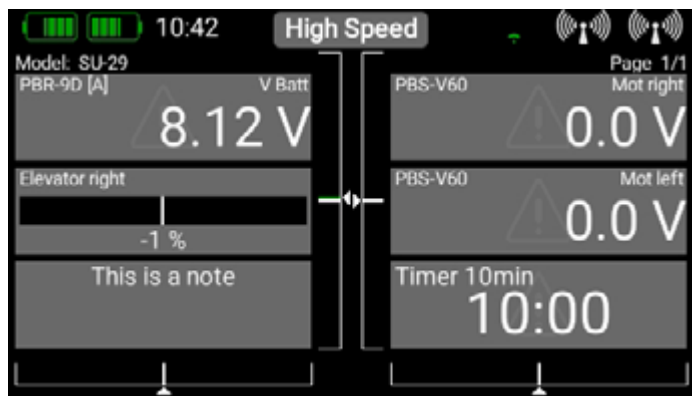 10:42 High Speed
Model: SU-29 Page 1/1
PBR-9D [A] V Batt
8.12 V
PBS-V60 Mot right
0.0 V
Elevator right
-1 %
PBS-V60 Mot left
0.0 V
This is a note
Timer 10min
10:00